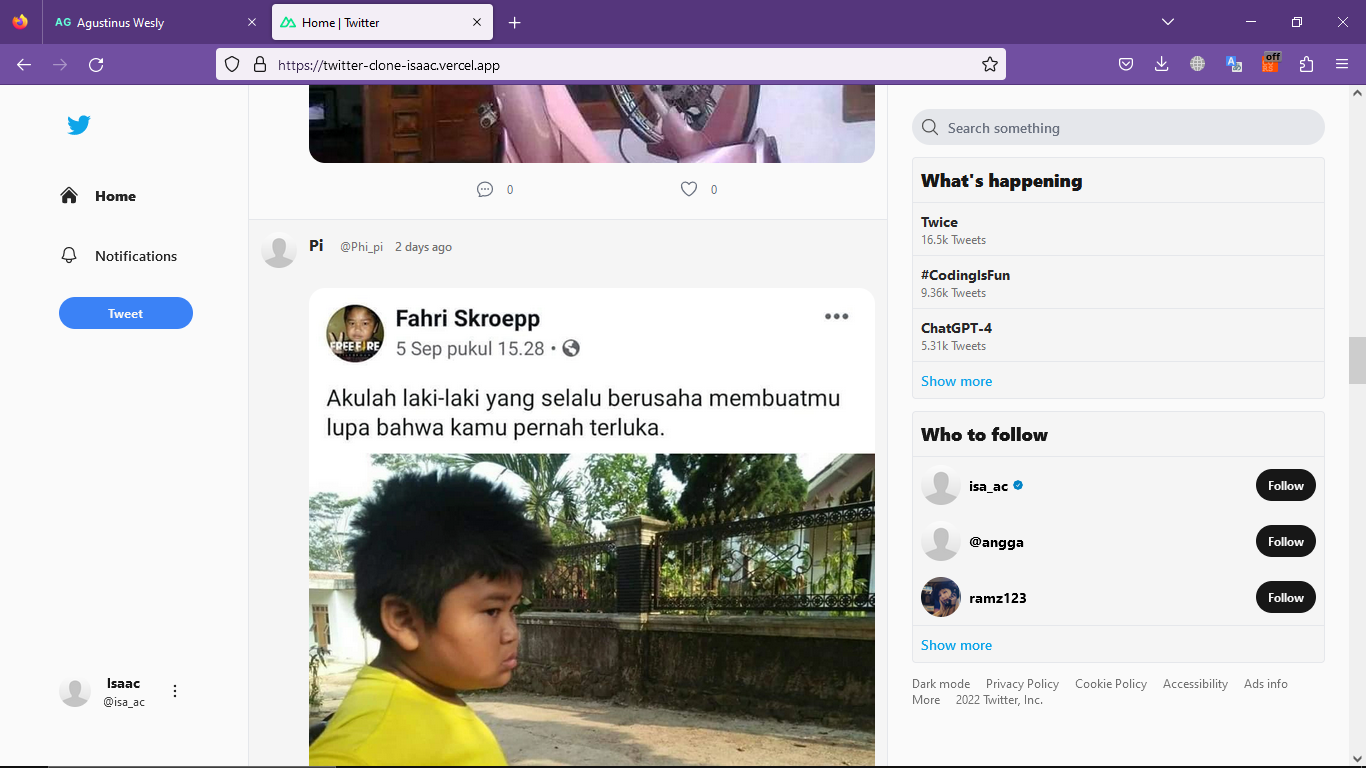 AG Agustinus Wesly
Home | Twitter
https://twitter-clone-isaac.vercel.app
off
Home
Notifications
Tweet
Isaac
@isa_ac
0 0
Pi @Phi_pi 2 days ago
Fahri Skroepp
5 Sep pukul 15.28
FREE FIRE
Akulah laki-laki yang selalu berusaha membuatmu
lupa bahwa kamu pernah terluka.
Search something
What's happening
Twice
16.5k Tweets
#CodingIsFun
9.36k Tweets
ChatGPT-4
5.31k Tweets
Show more
Who to follow
isa_ac Follow
@angga Follow
ramz123 Follow
Show more
Dark mode Privacy Policy Cookie Policy Accessibility Ads info
More 2022 Twitter, Inc.